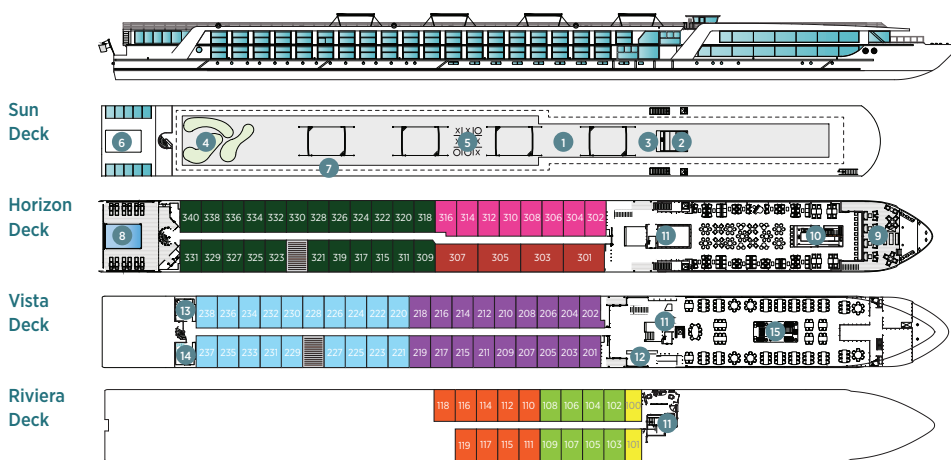 Sun
Deck
6 4 7 5 1 3 2
XIXIO
OIOIX
Horizon
Deck
340 338 336 334 332 330 328 326 324 322 320 318 316 314 312 310 308 306 304 302
8 11 10 9
331 329 327 325 323 321 319 317 315 311 309 307 305 303 301
Vista
Deck
13 238 236 234 232 230 228 226 224 222 220 218 216 214 212 210 208 206 204 202 11
15
14 237 235 233 231 229 227 225 223 221 219 217 215 211 209 207 205 203 201 12
Riviera
Deck
118 116 114 112 110 108 106 104 102 100
11
119 117 115 111 109 107 105 103 101